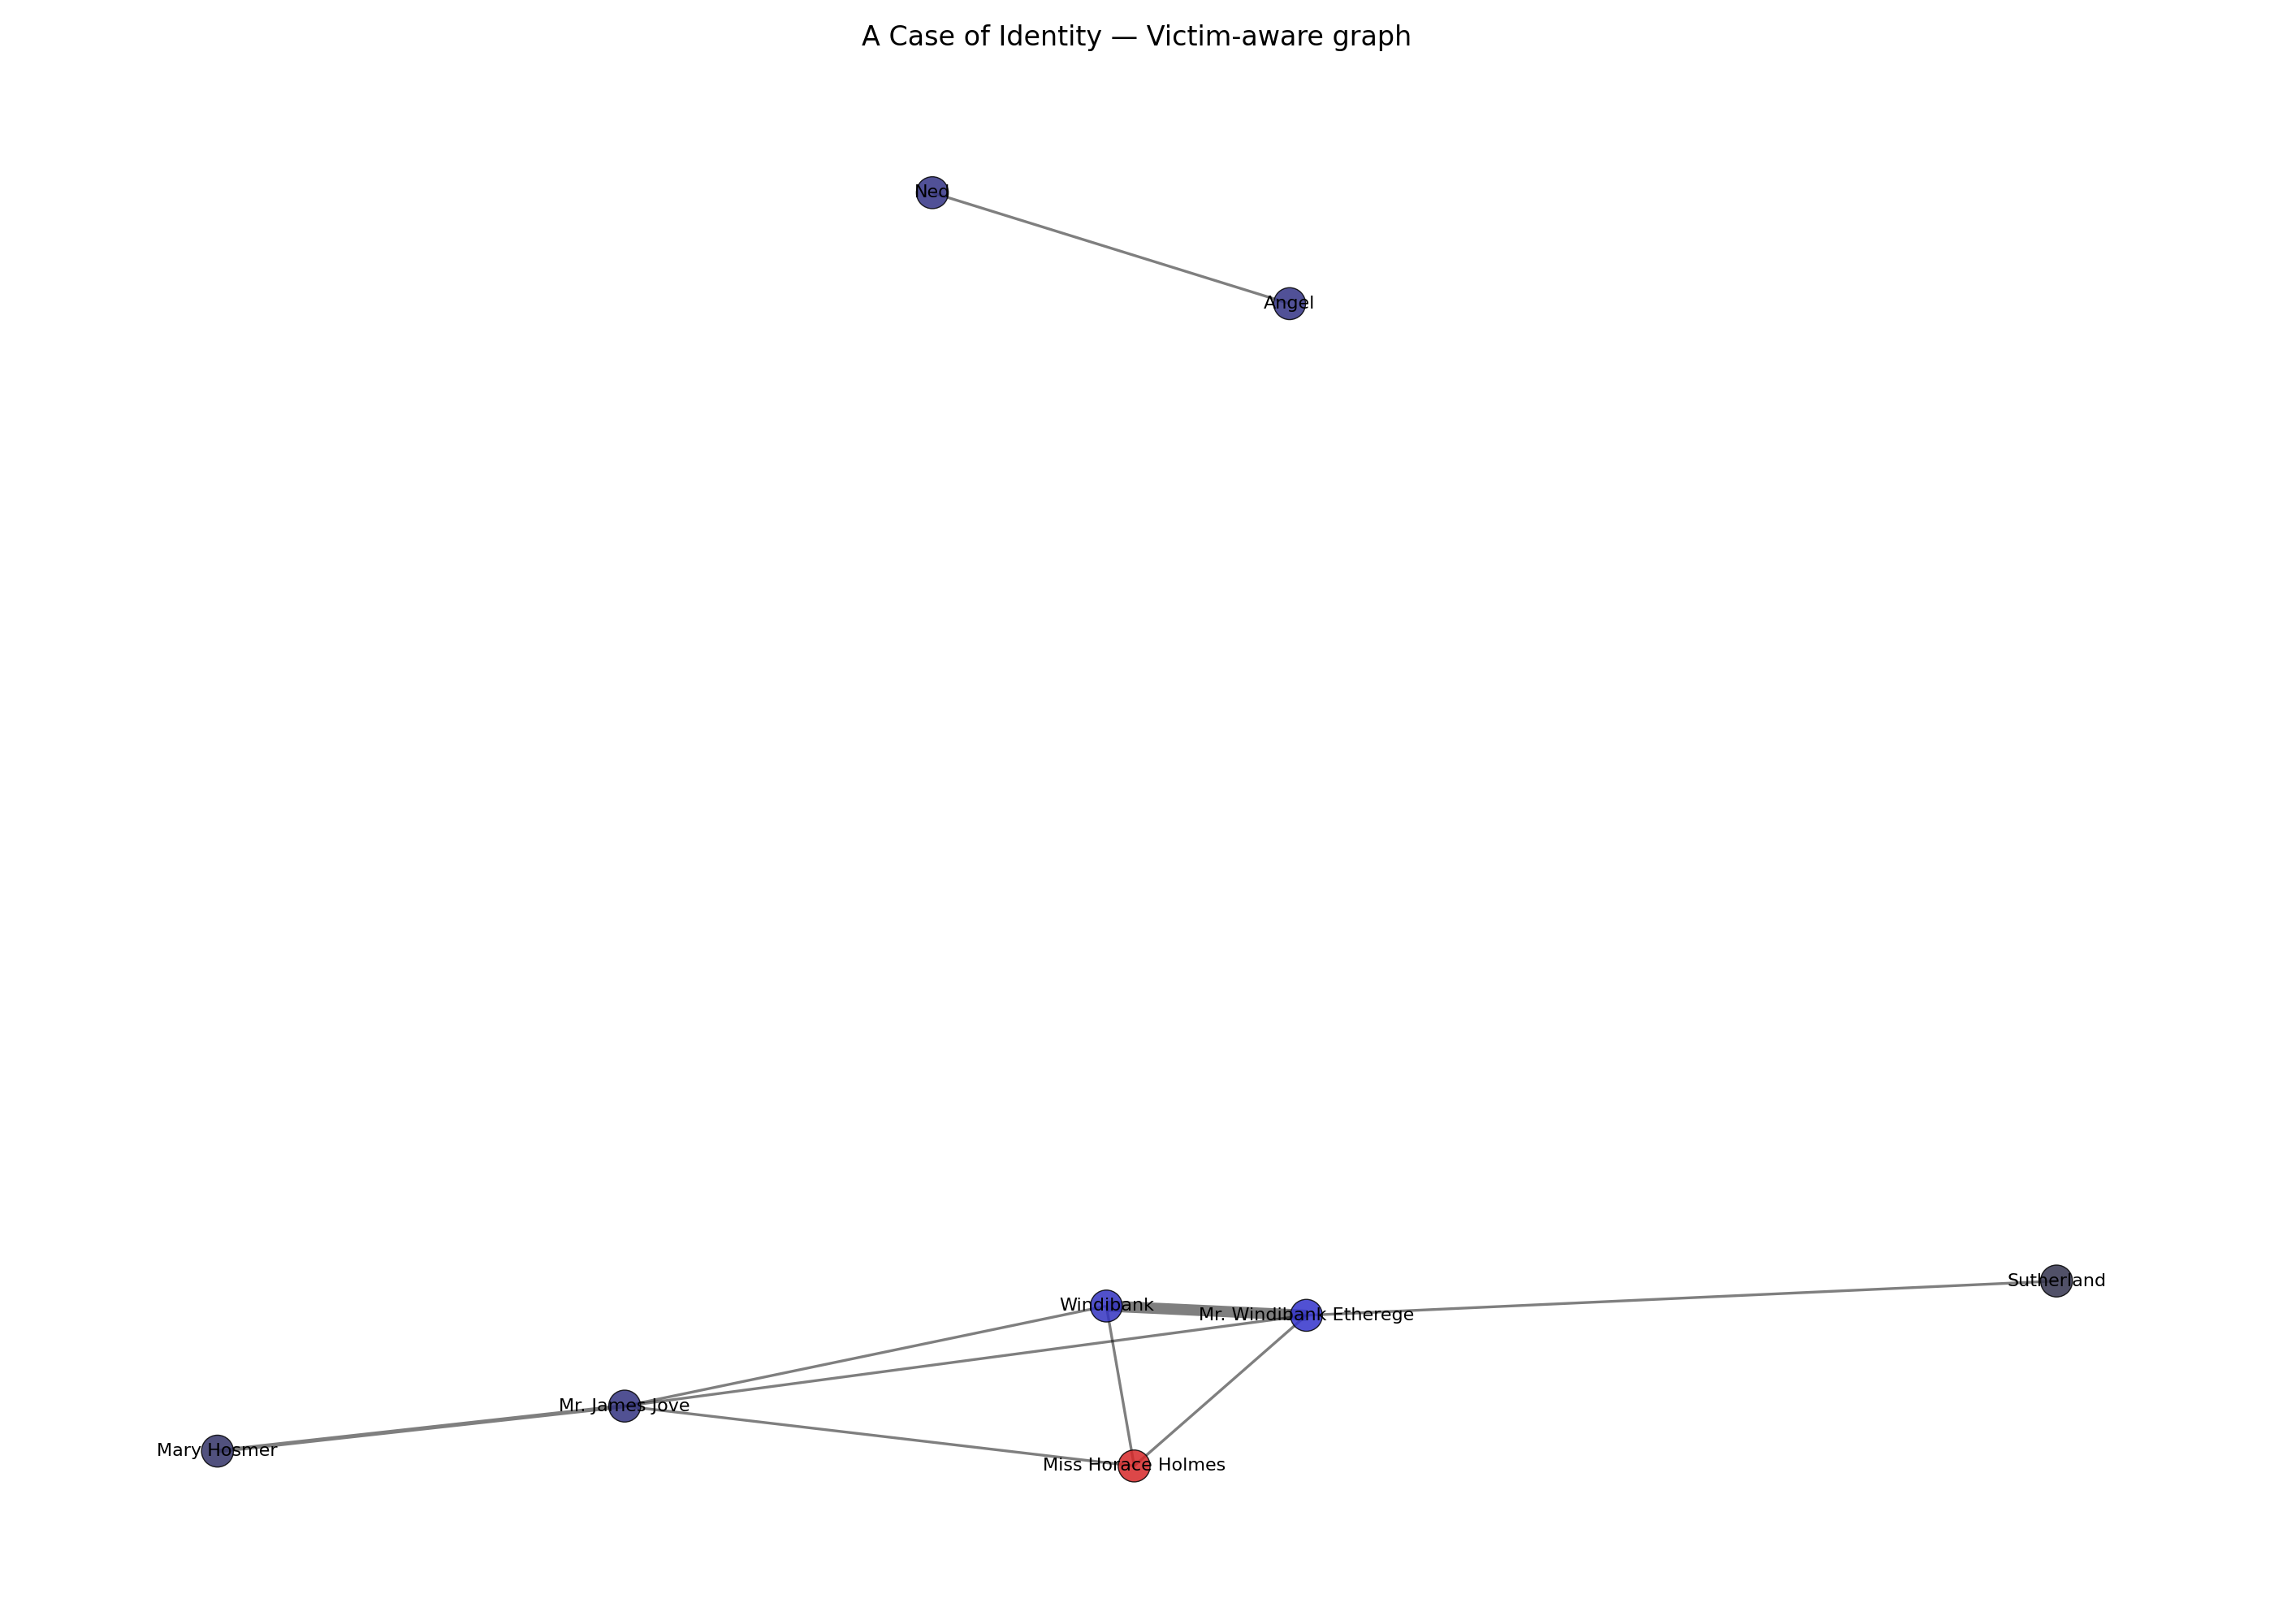 A Case of Identity — Victim-aware graph
Ned
Angel
Sutherland
Windibank
Mr. Windibank Etherege
Mr. James Jove
Mary Hosmer
Miss Horace Holmes